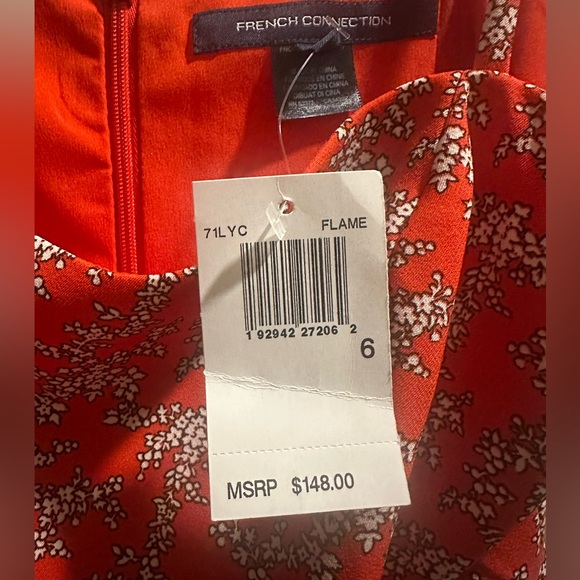 FRENCH CONNECTION
71LYC FLAME
1 92942 27206 2
6
MSRP $148.00